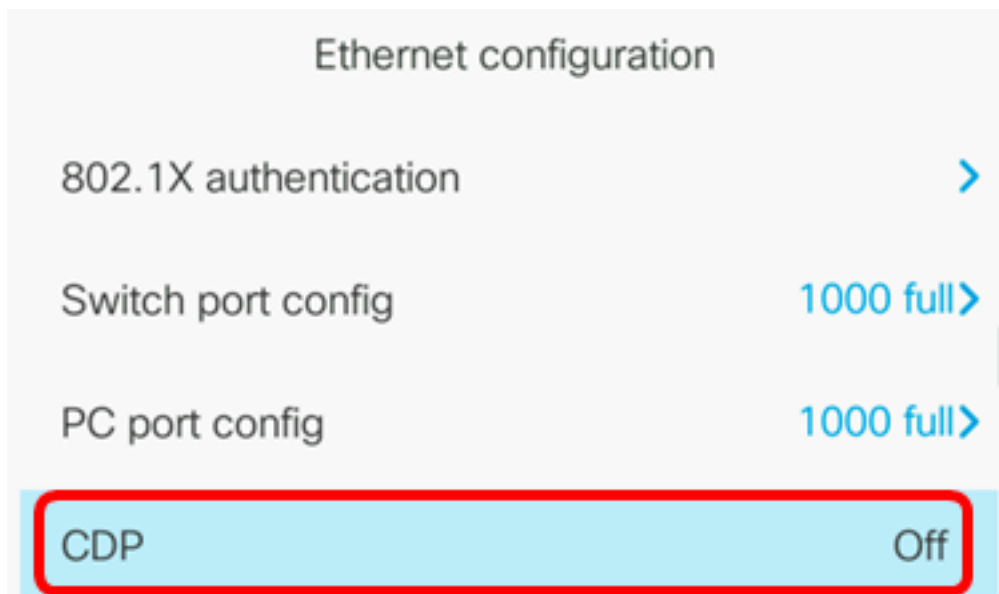 Ethernet configuration
802.1X authentication
Switch port config 1000 full
PC port config 1000 full
CDP Off